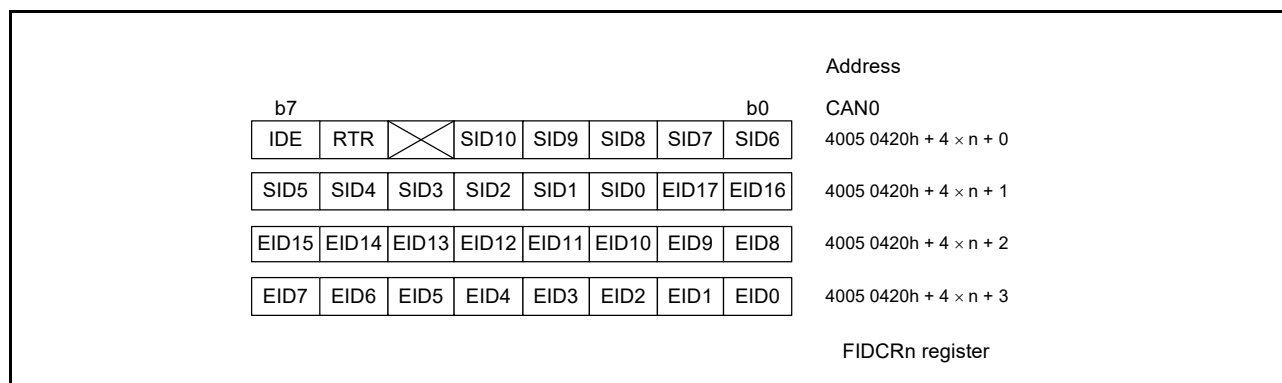 Address
b7 b0 CAN0
IDE RTR SID10 SID9 SID8 SID7 SID6 4005 0420h + 4 × n + 0
SID5 SID4 SID3 SID2 SID1 SID0 EID17 EID16 4005 0420h + 4 × n + 1
EID15 EID14 EID13 EID12 EID11 EID10 EID9 EID8 4005 0420h + 4 × n + 2
EID7 EID6 EID5 EID4 EID3 EID2 EID1 EID0 4005 0420h + 4 × n + 3
FIDCRn register